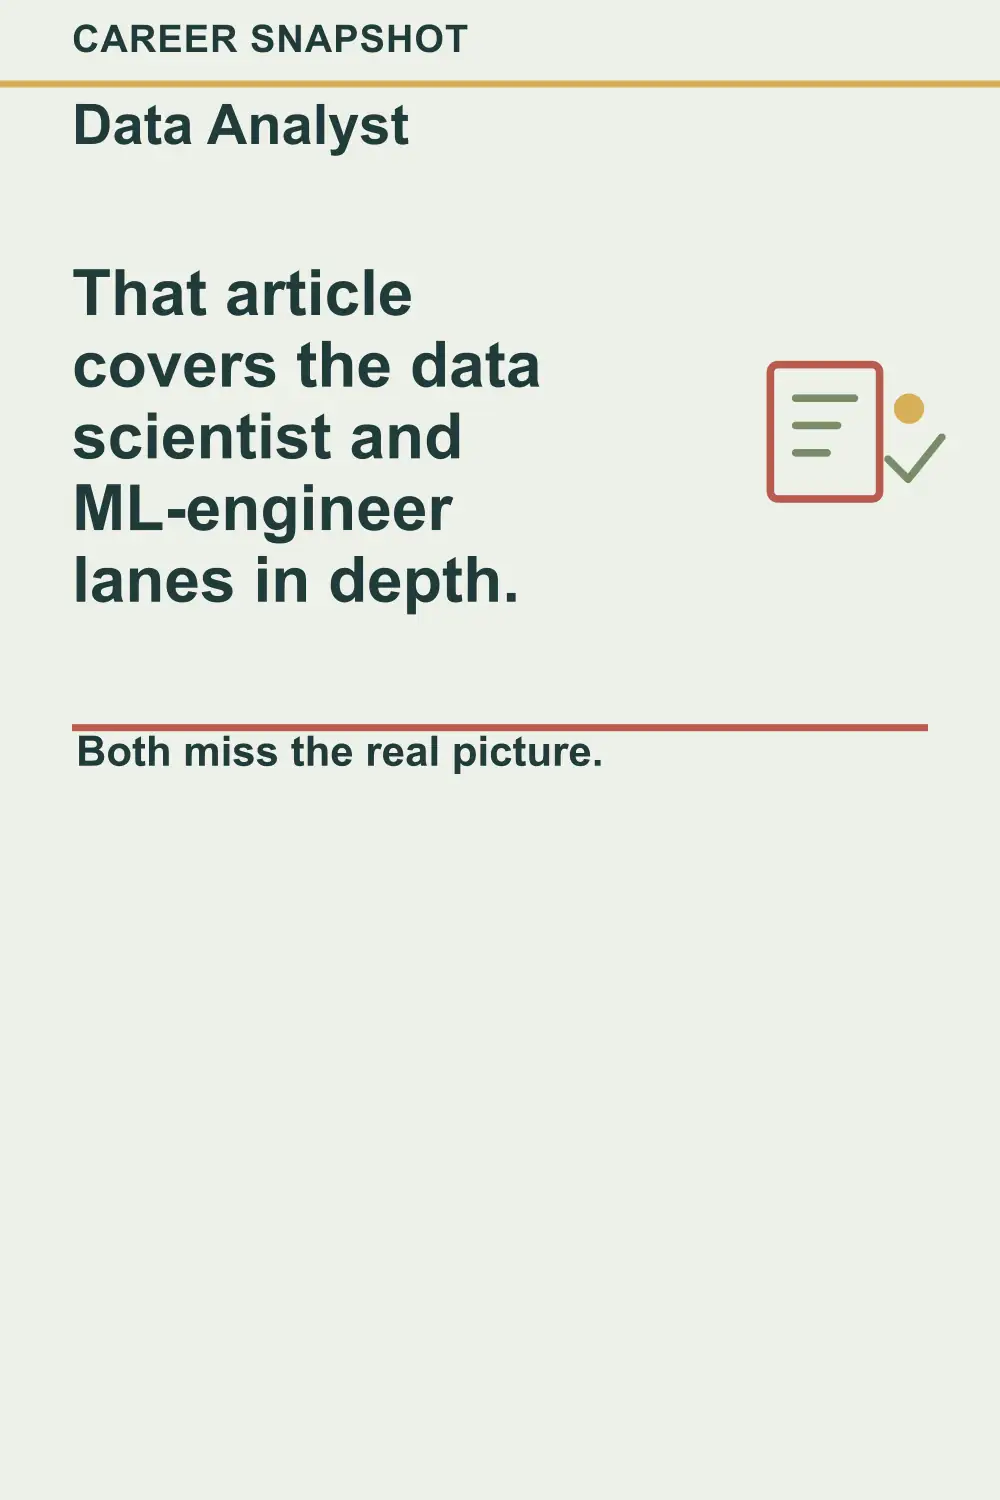 CAREER SNAPSHOT
Data Analyst
That article
covers the data
scientist and
ML-engineer
lanes in depth.
Both miss the real picture.